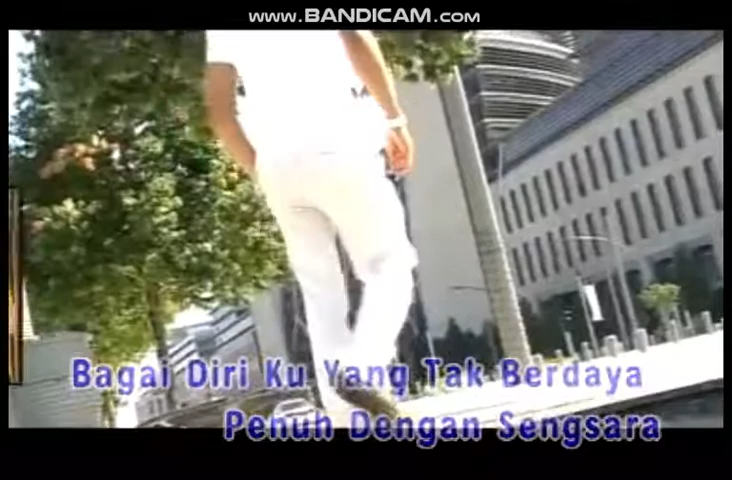 www.BANDICAM.com
Bagai Diri Ku Yang Tak Berdaya
Penuh Dengan Sengsara